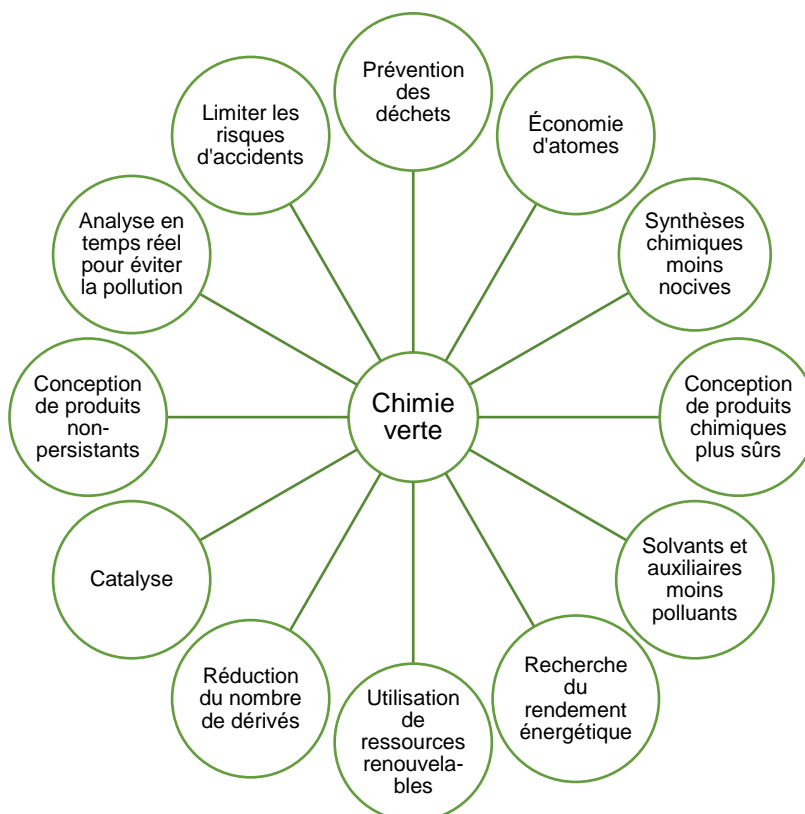 Prévention
des
déchets
Économie
d'atomes
Synthèses
chimiques
moins
nocives
Conception
de produits
chimiques
plus sûrs
Solvants et
auxiliaires
moins
polluants
Recherche
du
rendement
énergétique
Utilisation
de
ressources
renouvela-
bles
Réduction
du nombre
de dérivés
Catalyse
Conception
de produits
non-
persistants
Analyse en
temps réel
pour éviter
la pollution
Limiter les
risques
d'accidents
Chimie
verte